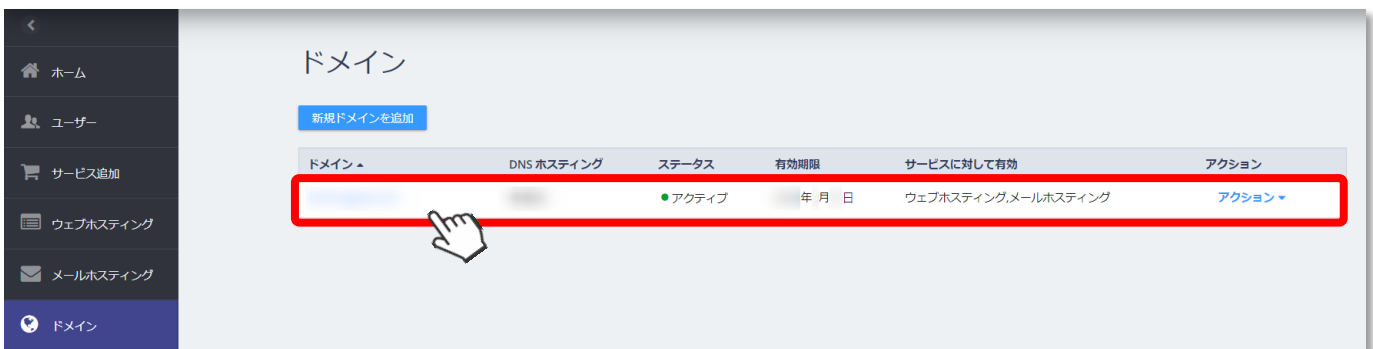 ホーム
ユーザー
サービス追加
ウェブホスティング
メールホスティング
ドメイン
ドメイン
新規ドメインを追加
ドメイン DNS ホスティング ステータス 有効期限 サービスに対して有効 アクション
アクティブ 年 月 日 ウェブホスティング,メールホスティング アクション